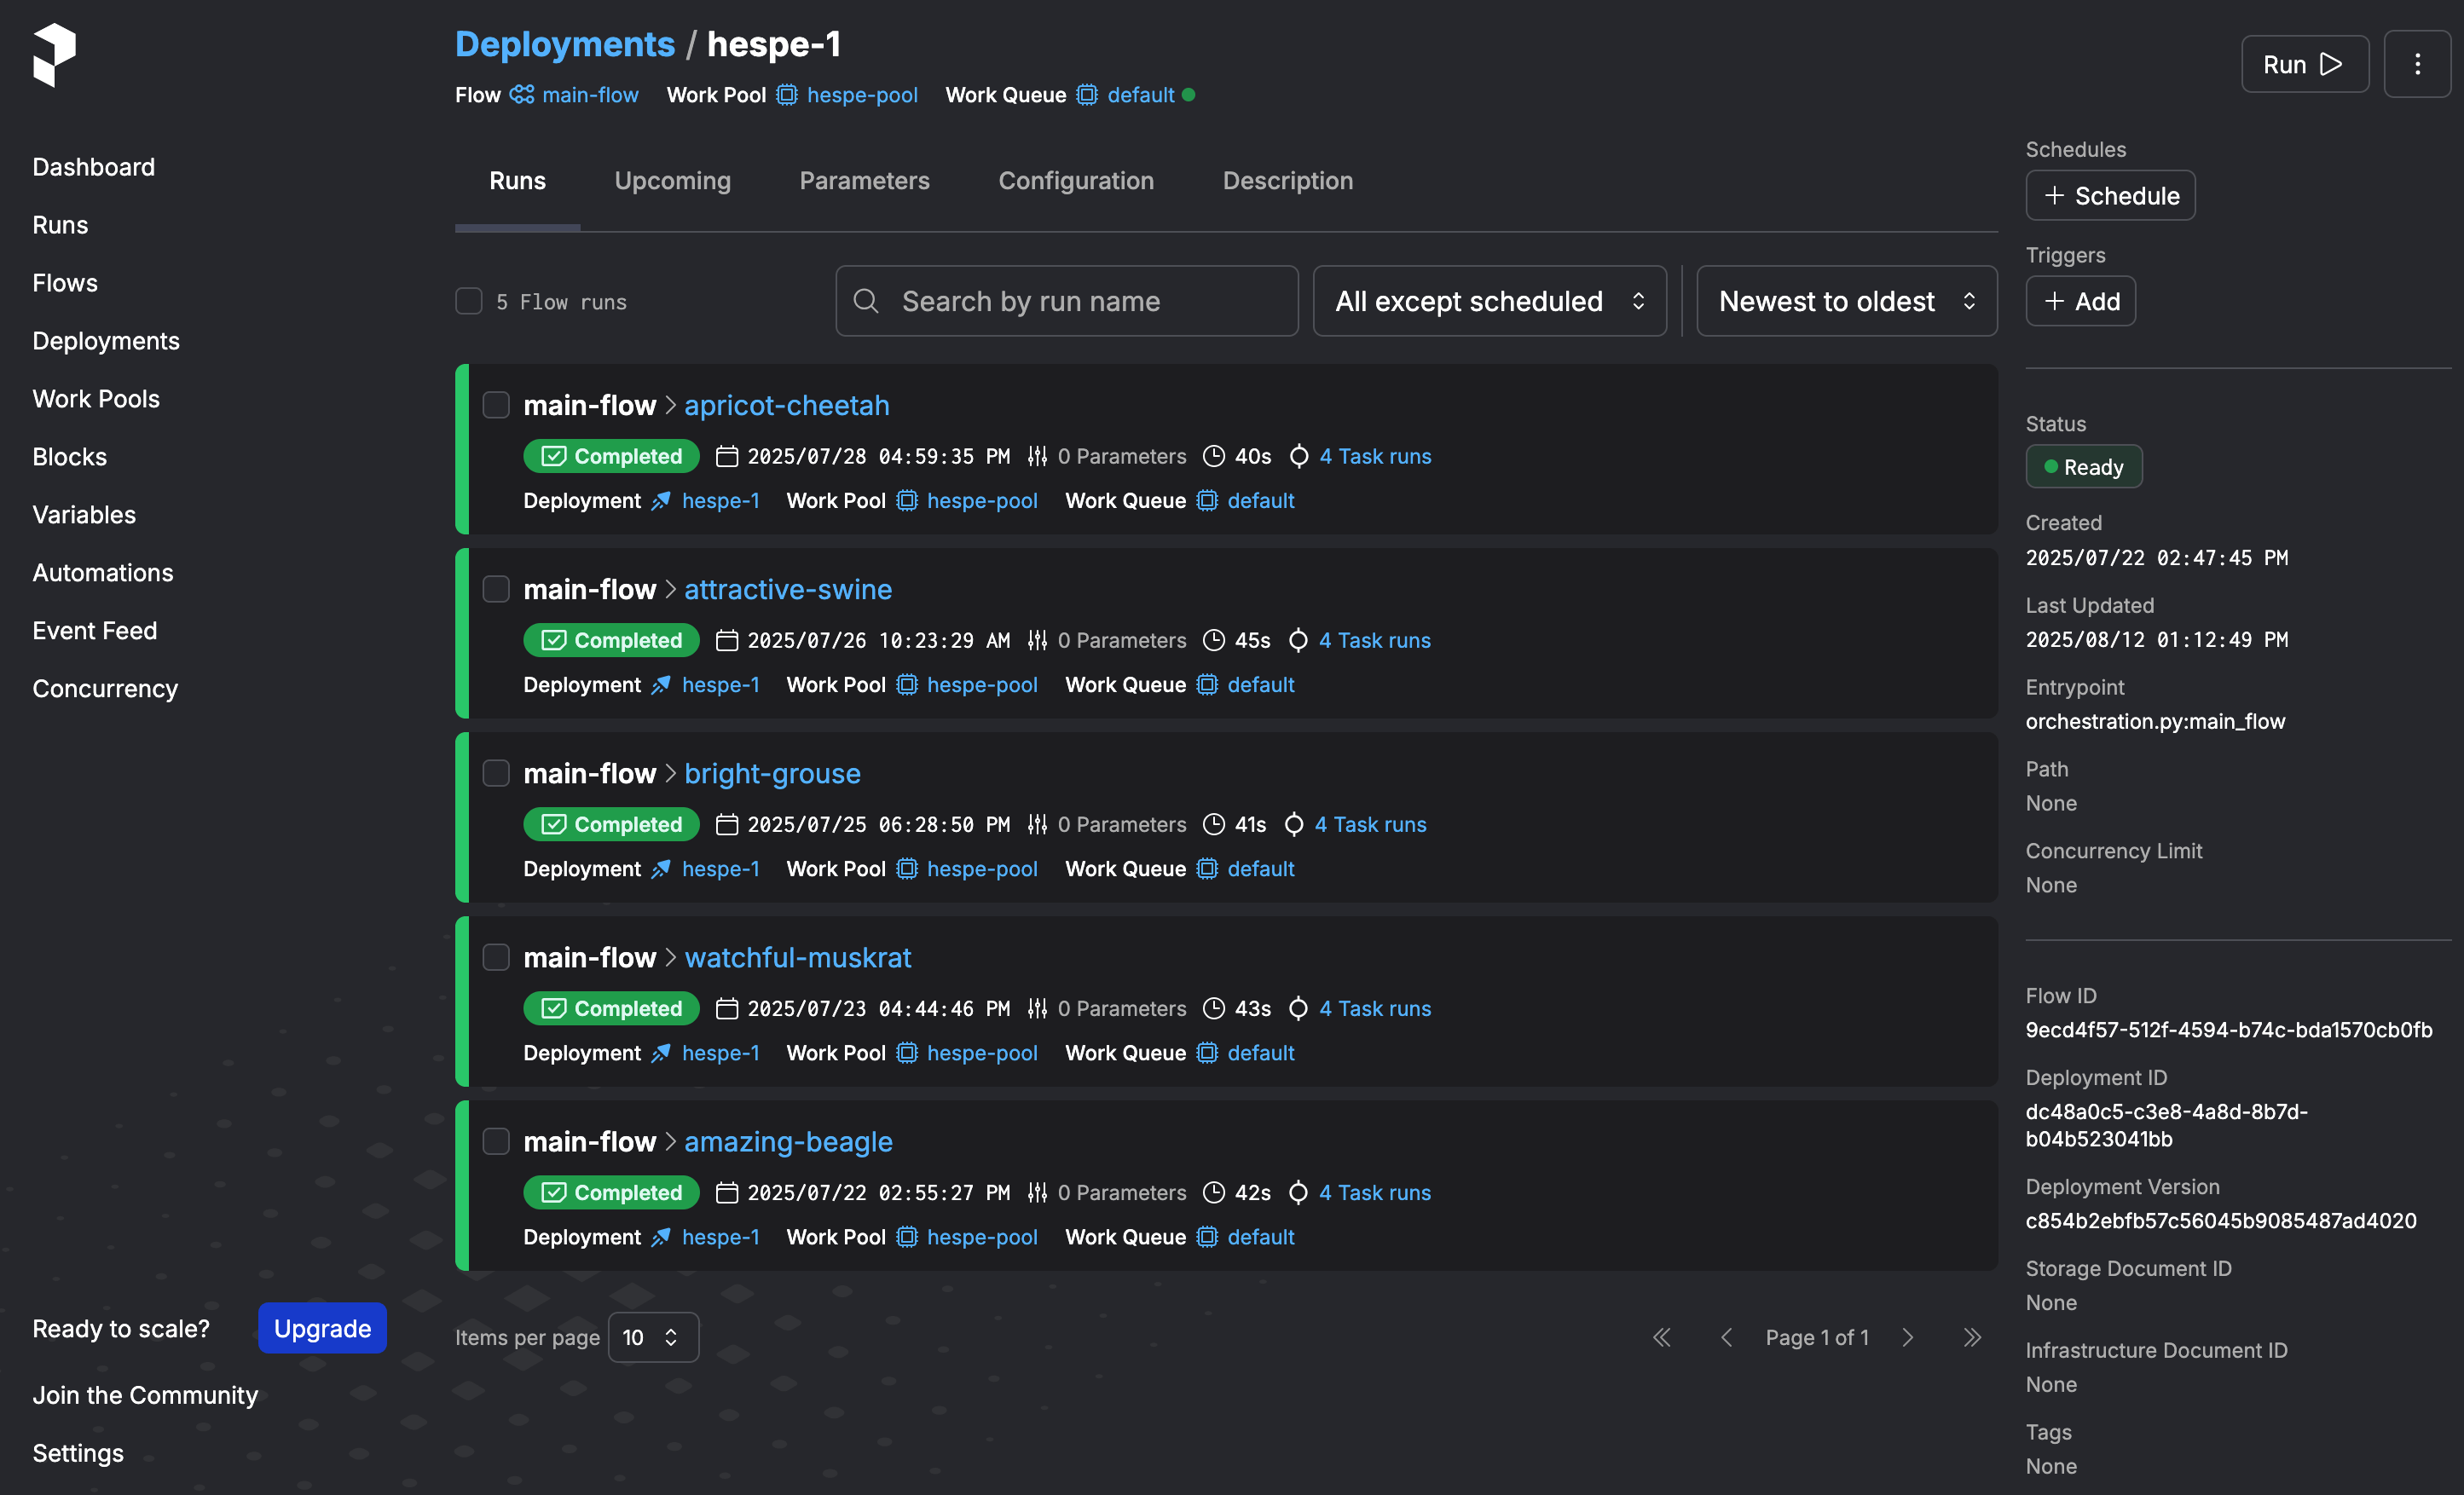 Deployments / hespe-1
Flow main-flow Work Pool hespe-pool Work Queue default
Run
Dashboard
Runs
Flows
Deployments
Work Pools
Blocks
Variables
Automations
Event Feed
Concurrency
Ready to scale? Upgrade
Join the Community
Settings
Runs Upcoming Parameters Configuration Description
5 Flow runs Search by run name All except scheduled Newest to oldest
main-flow > apricot-cheetah
Completed 2025/07/28 04:59:35 PM 0 Parameters 40s 4 Task runs
Deployment hespe-1 Work Pool hespe-pool Work Queue default
main-flow > attractive-swine
Completed 2025/07/26 10:23:29 AM 0 Parameters 45s 4 Task runs
Deployment hespe-1 Work Pool hespe-pool Work Queue default
main-flow > bright-grouse
Completed 2025/07/25 06:28:50 PM 0 Parameters 41s 4 Task runs
Deployment hespe-1 Work Pool hespe-pool Work Queue default
main-flow > watchful-muskrat
Completed 2025/07/23 04:44:46 PM 0 Parameters 43s 4 Task runs
Deployment hespe-1 Work Pool hespe-pool Work Queue default
main-flow > amazing-beagle
Completed 2025/07/22 02:55:27 PM 0 Parameters 42s 4 Task runs
Deployment hespe-1 Work Pool hespe-pool Work Queue default
Items per page 10 Page 1 of 1
Schedules
+ Schedule
Triggers
+ Add
Status
Ready
Created
2025/07/22 02:47:45 PM
Last Updated
2025/08/12 01:12:49 PM
Entrypoint
orchestration.py:main_flow
Path
None
Concurrency Limit
None
Flow ID
9ecd4f57-512f-4594-b74c-bda1570cb0fb
Deployment ID
dc48a0c5-c3e8-4a8d-8b7d-
b04b523041bb
Deployment Version
c854b2ebfb57c56045b9085487ad4020
Storage Document ID
None
Infrastructure Document ID
None
Tags
None